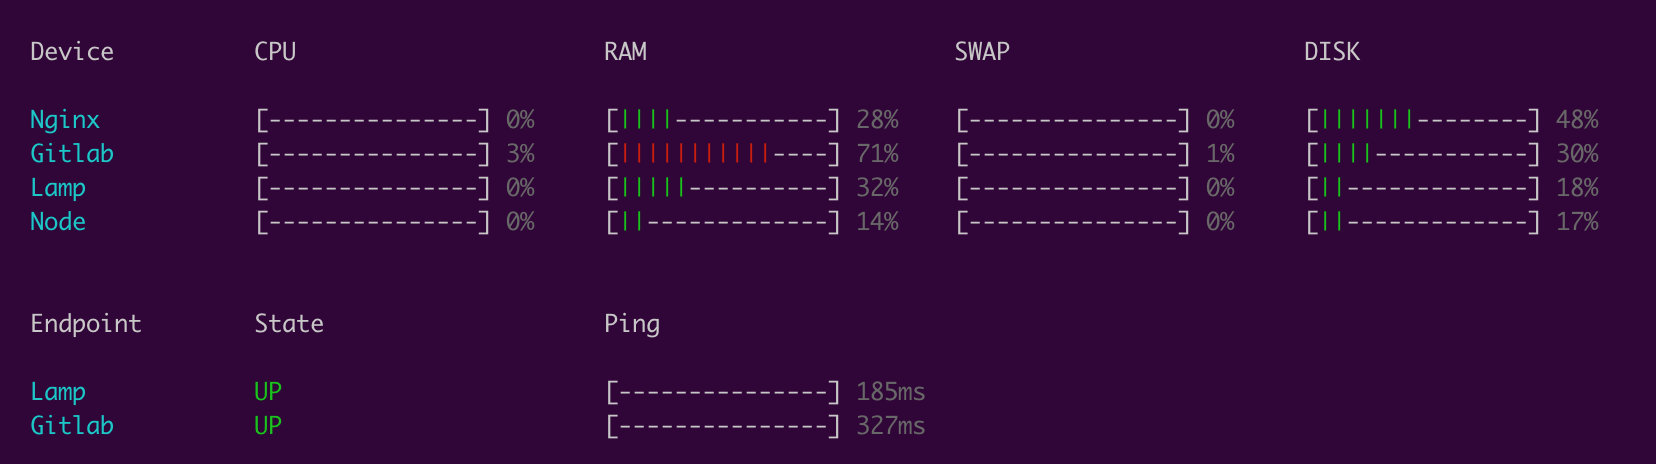 Device CPU RAM SWAP DISK
Nginx [---------------] 0% [||||-----------] 28% [---------------] 0% [|||||||--------] 48%
Gitlab [---------------] 3% [|||||||||||----] 71% [---------------] 1% [||||-----------] 30%
Lamp [---------------] 0% [|||||----------] 32% [---------------] 0% [||-------------] 18%
Node [---------------] 0% [||-------------] 14% [---------------] 0% [||-------------] 17%
Endpoint State Ping
Lamp UP [---------------] 185ms
Gitlab UP [---------------] 327ms